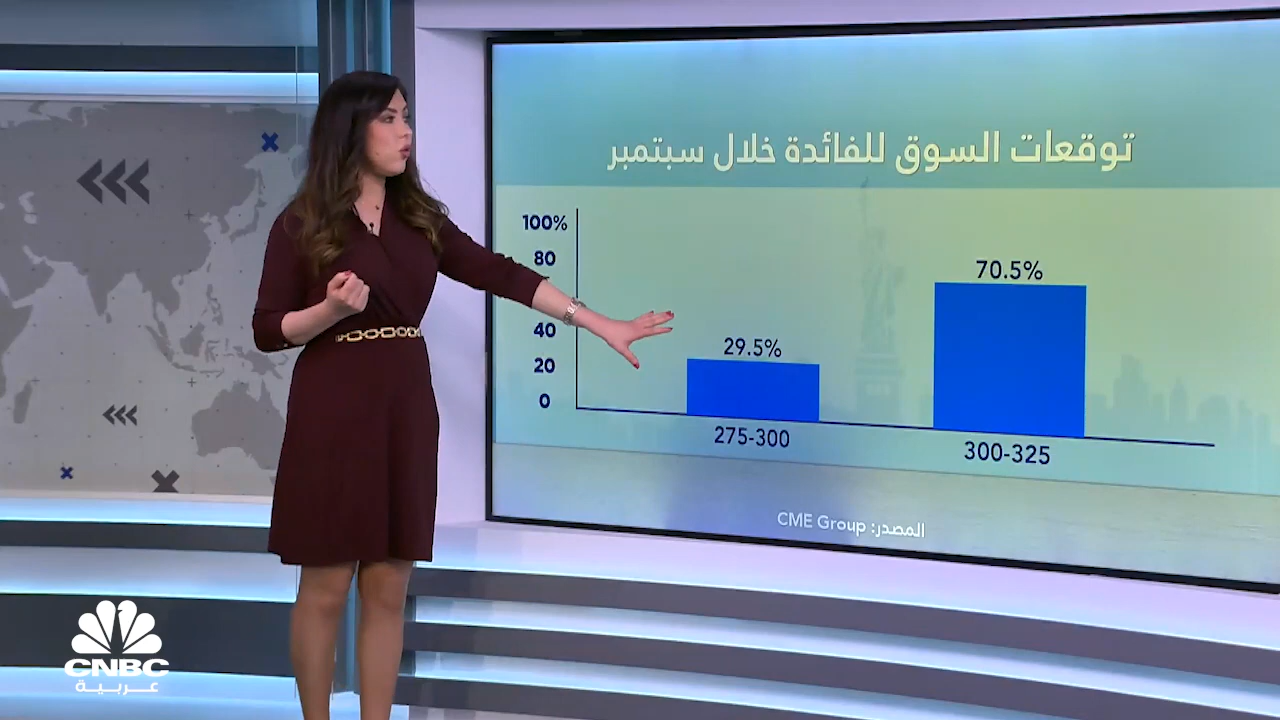 توقعات السوق للفائدة خلال سبتمبر
100%
80
40
20
0
29.5%
70.5%
275-300
300-325
المصدر: CME Group
CNBC
عربية